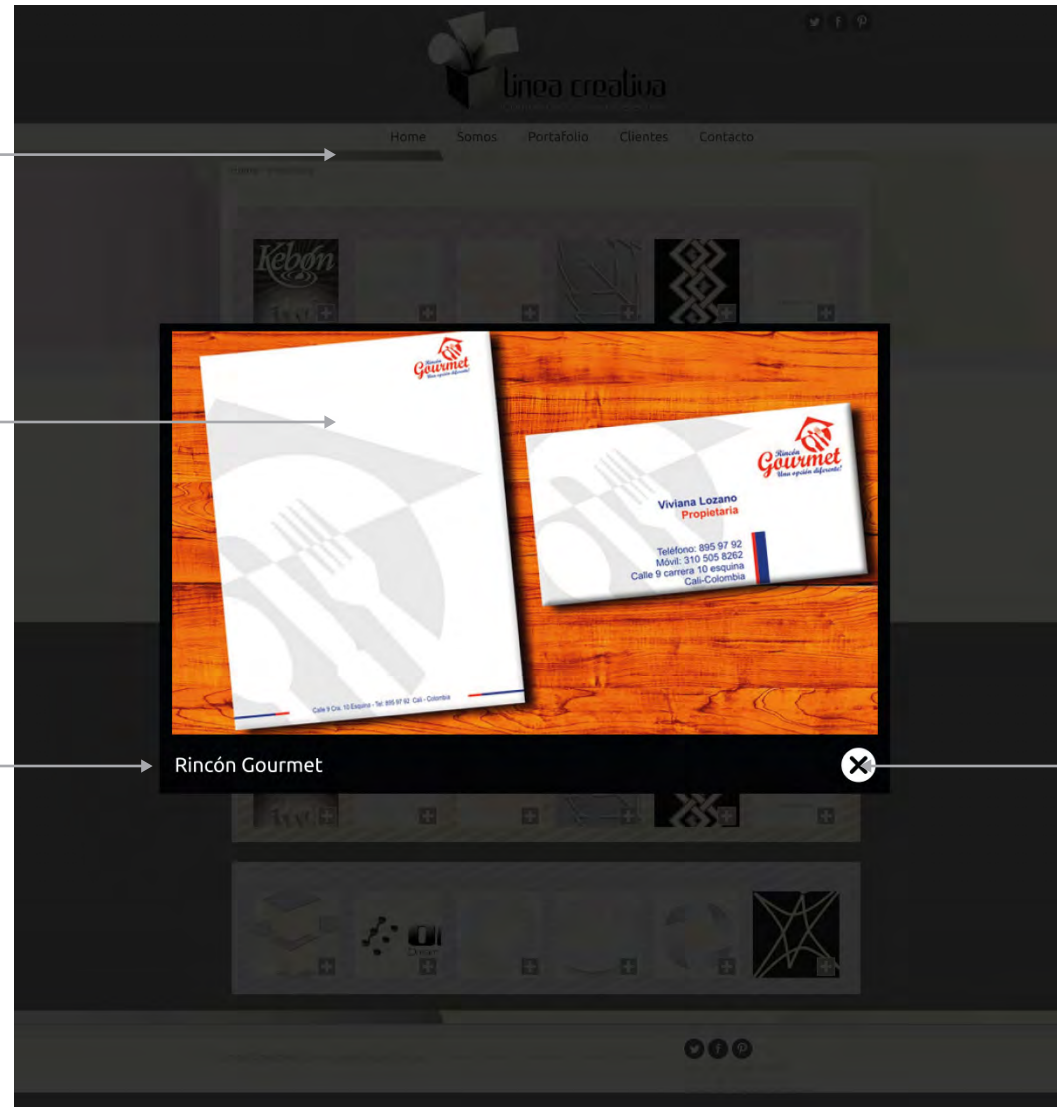 línea creativa
Home Somos Portafolio Clientes Contacto
Kebón
Rincón
Gourmet
Una opción diferente!
Calle 9 Cra. 10 Esquina - Tel: 895 97 92 Cali - Colombia
Rincón
Gourmet
Una opción diferente!
Viviana Lozano
Propietaria
Teléfono: 895 97 92
Móvil: 310 505 8262
Calle 9 carrera 10 esquina
Cali-Colombia
Rincón Gourmet